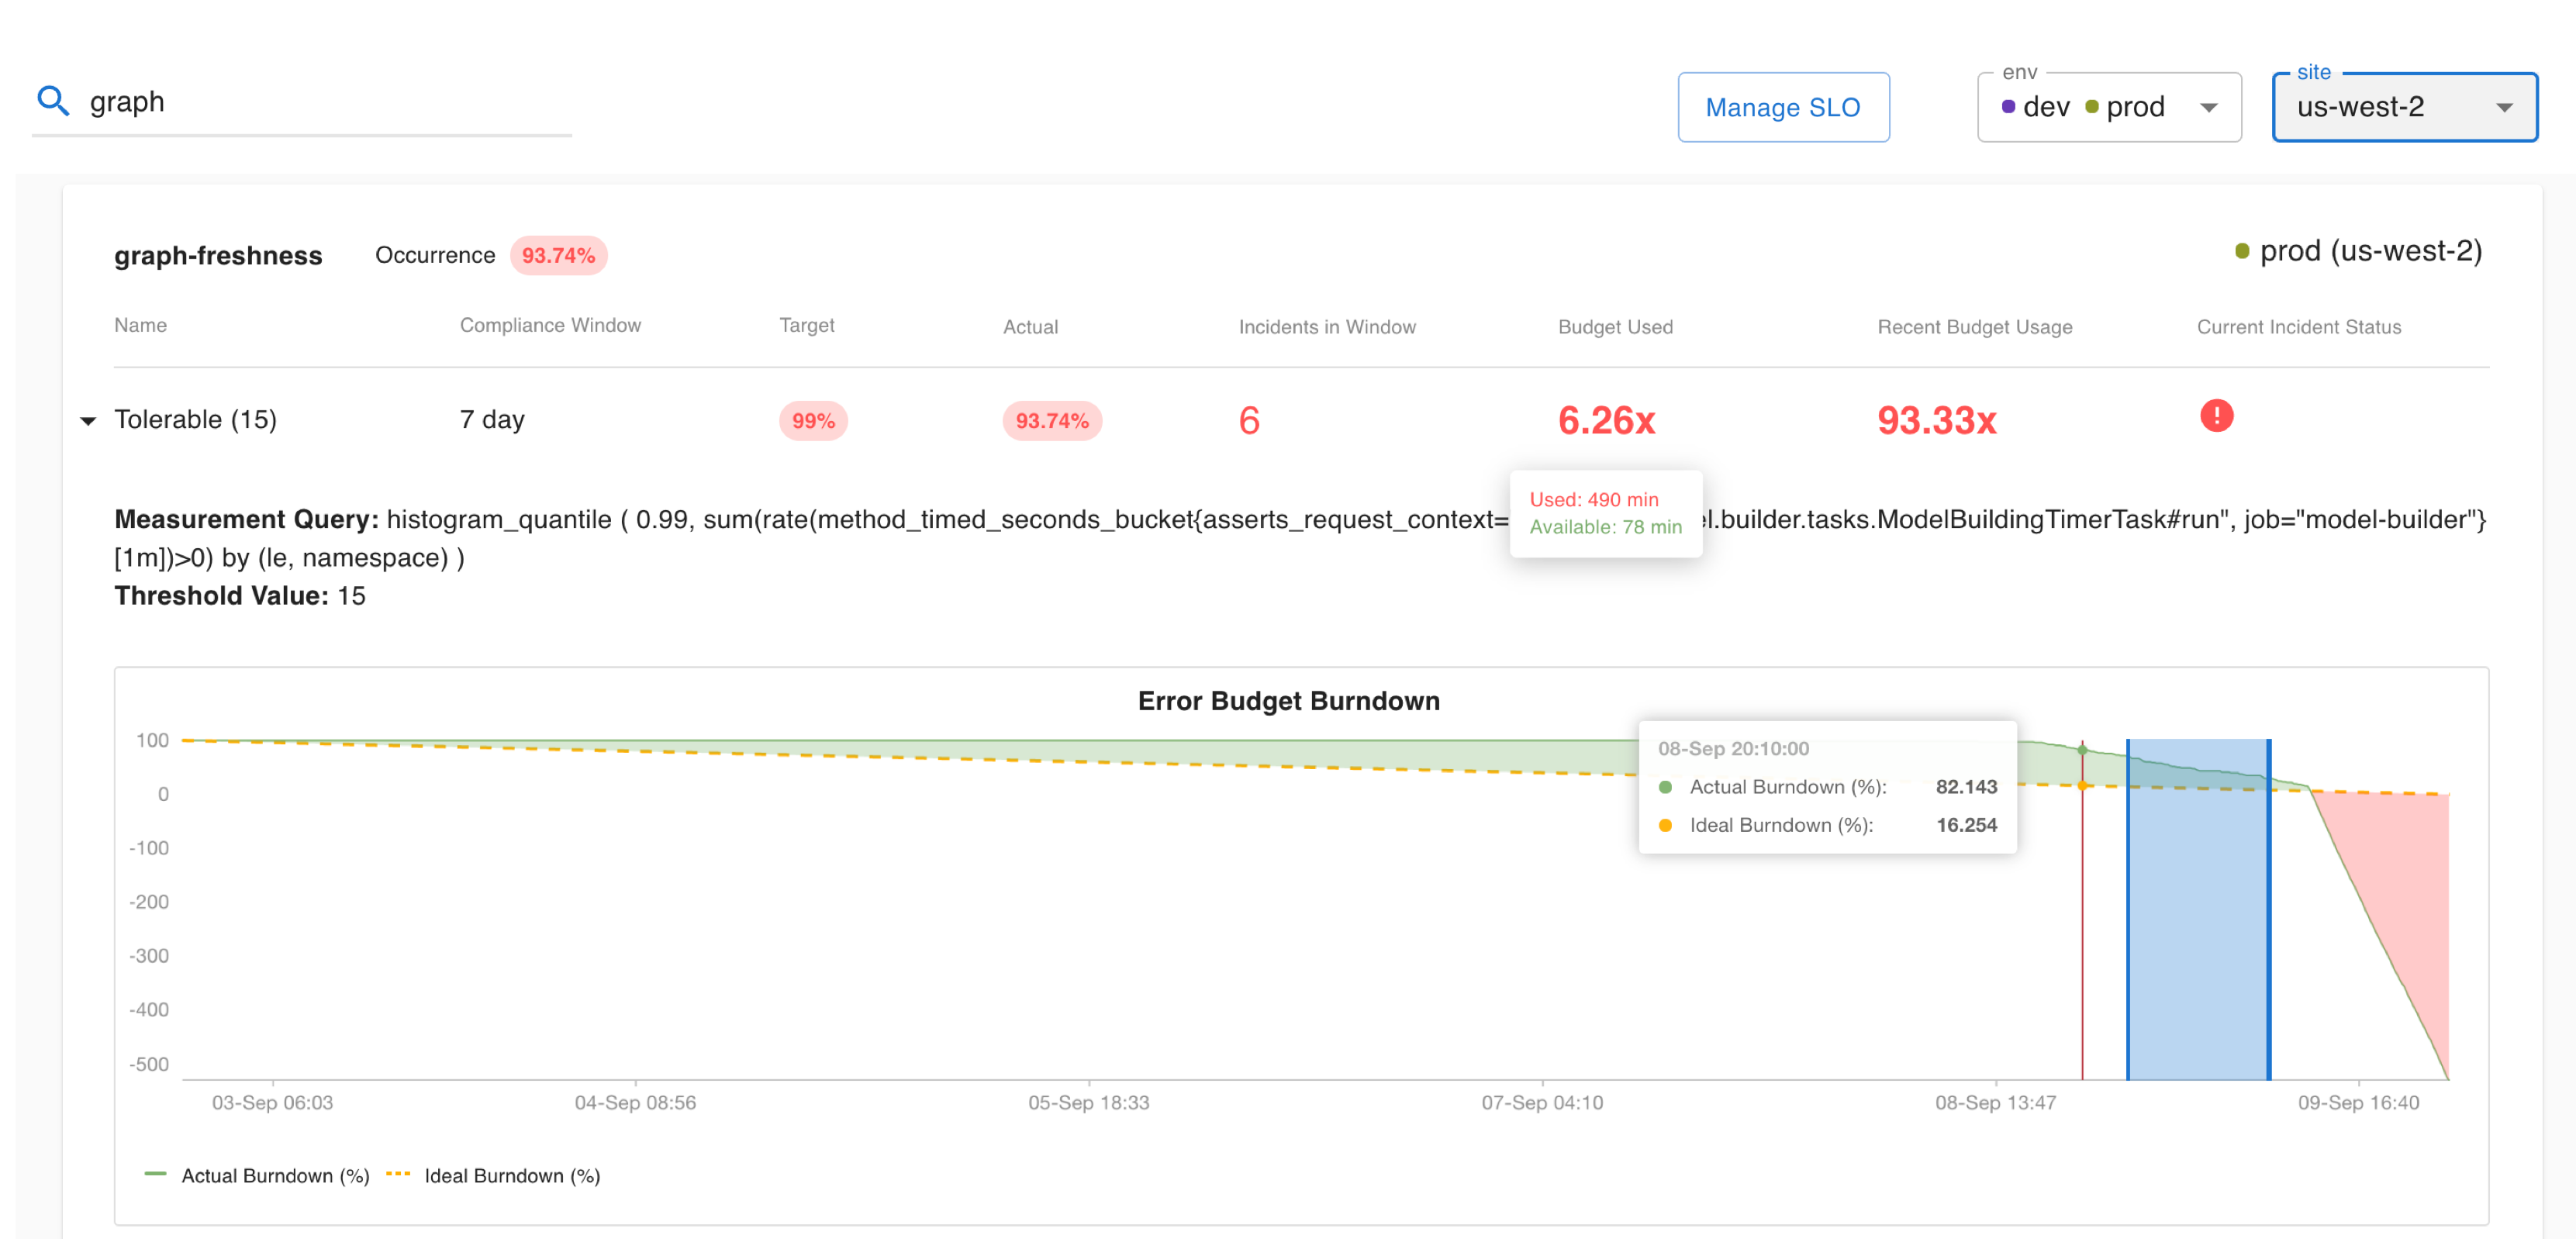 graph
Manage SLO
env
dev prod
site
us-west-2
graph-freshness Occurrence 93.74%
prod (us-west-2)
Name Compliance Window Target Actual Incidents in Window Budget Used Recent Budget Usage Current Incident Status
Tolerable (15) 7 day 99% 93.74% 6 6.26x 93.33x
Used: 490 min
Available: 78 min
Measurement Query: histogram_quantile ( 0.99, sum(rate(method_timed_seconds_bucket{asserts_request_context= l.builder.tasks.ModelBuildingTimerTask#run", job="model-builder"}
[1m])>0) by (le, namespace) )
Threshold Value: 15
Error Budget Burndown
08-Sep 20:10:00
Actual Burndown (%): 82.143
Ideal Burndown (%): 16.254
100
0
-100
-200
-300
-400
-500
03-Sep 06:03 04-Sep 08:56 05-Sep 18:33 07-Sep 04:10 08-Sep 13:47 09-Sep 16:40
Actual Burndown (%) Ideal Burndown (%)